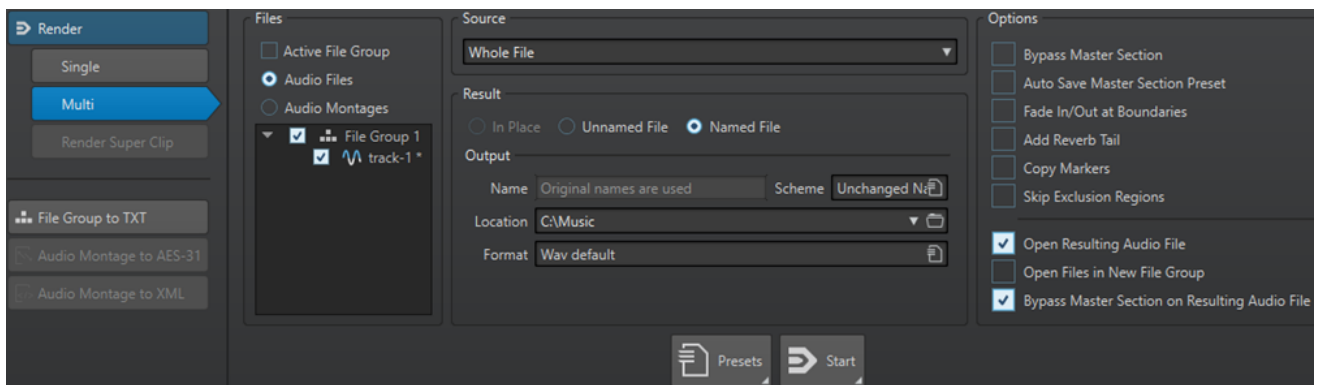 Render
Single
Multi
Render Super Clip
File Group to TXT
Audio Montage to AES-31
Audio Montage to XML
Files
Active File Group
Audio Files
Audio Montages
File Group 1
track-1 *
Source
Whole File
Result
In Place Unnamed File Named File
Output
Name Original names are used Scheme Unchanged Na
Location C:\Music
Format Wav default
Options
Bypass Master Section
Auto Save Master Section Preset
Fade In/Out at Boundaries
Add Reverb Tail
Copy Markers
Skip Exclusion Regions
Open Resulting Audio File
Open Files in New File Group
Bypass Master Section on Resulting Audio File
Presets Start